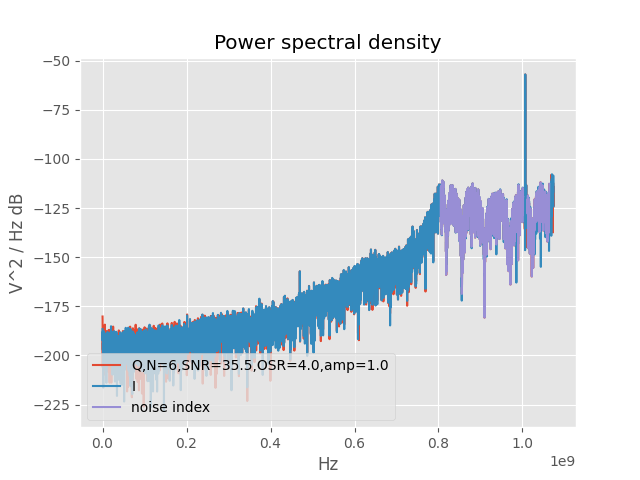 Power spectral density
V^2 / Hz dB
−50
−75
−100
−125
−150
−175
−200
−225
Q,N=6,SNR=35.5,OSR=4.0,amp=1.0
I
noise index
0.0 0.2 0.4 0.6 0.8 1.0
1e9
Hz